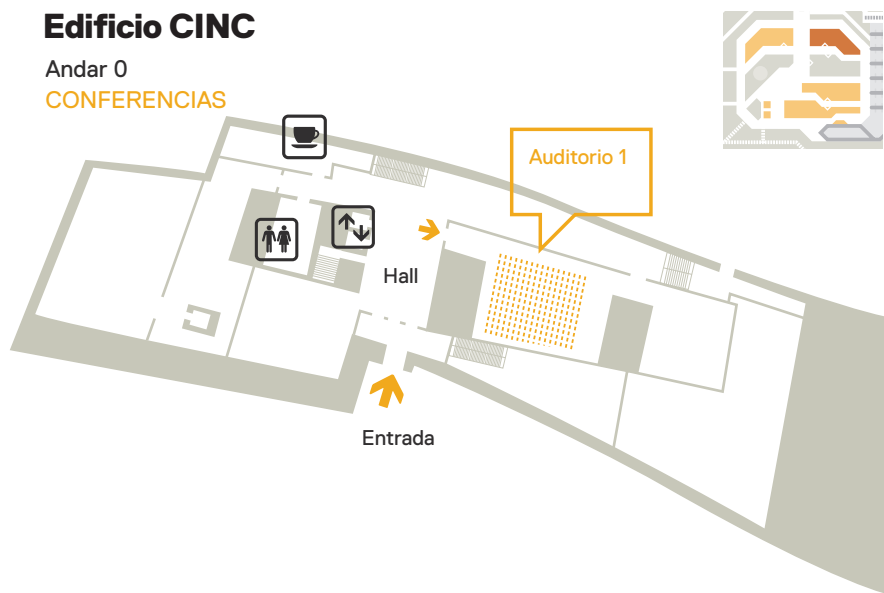 Edificio CINC
Andar 0
CONFERENCIAS
Auditorio 1
Hall
Entrada